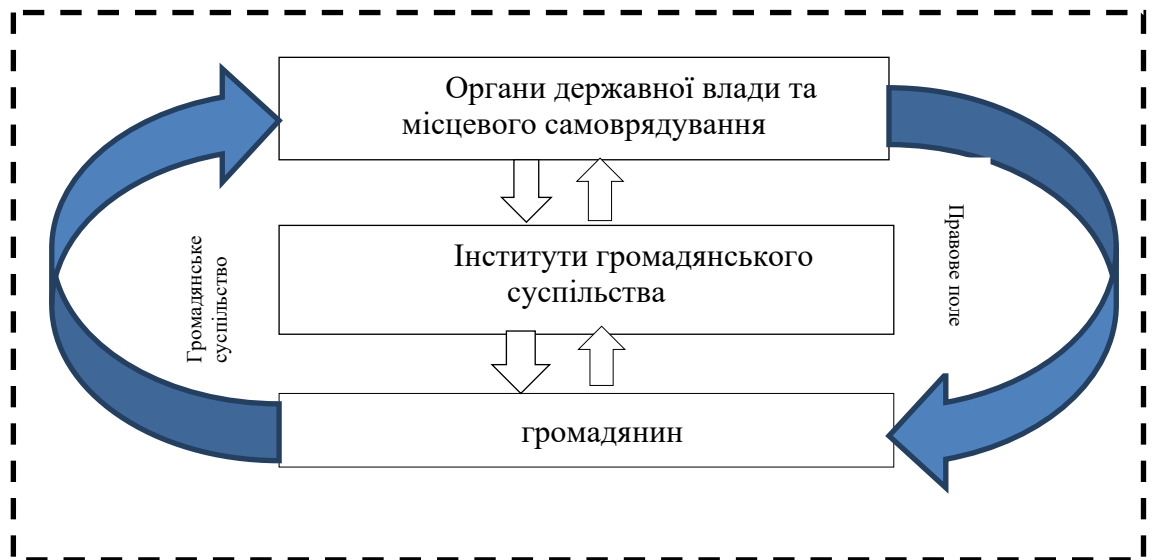 Органи державної влади та
місцевого самоврядування
Громадянське
суспільство
Інститути громадянського
суспільства
Правове поле
громадянин